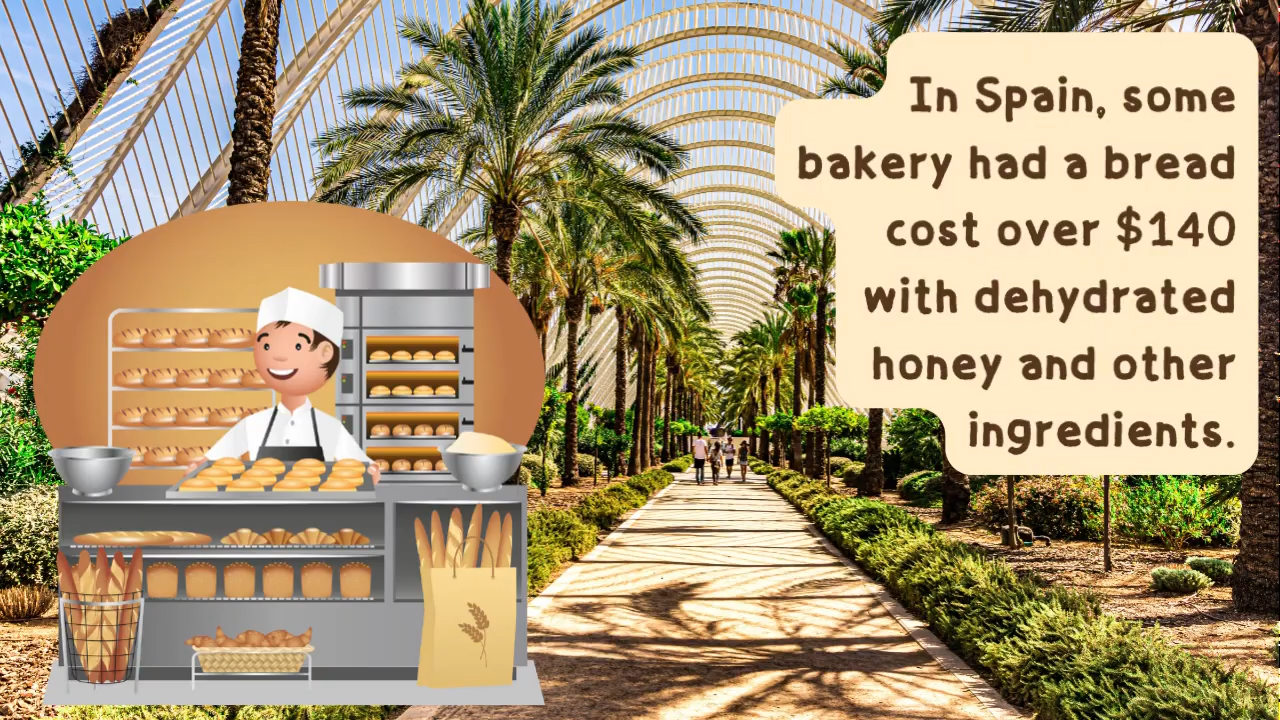 In Spain, some
bakery had a bread
cost over $140
with dehydrated
honey and other
ingredients.